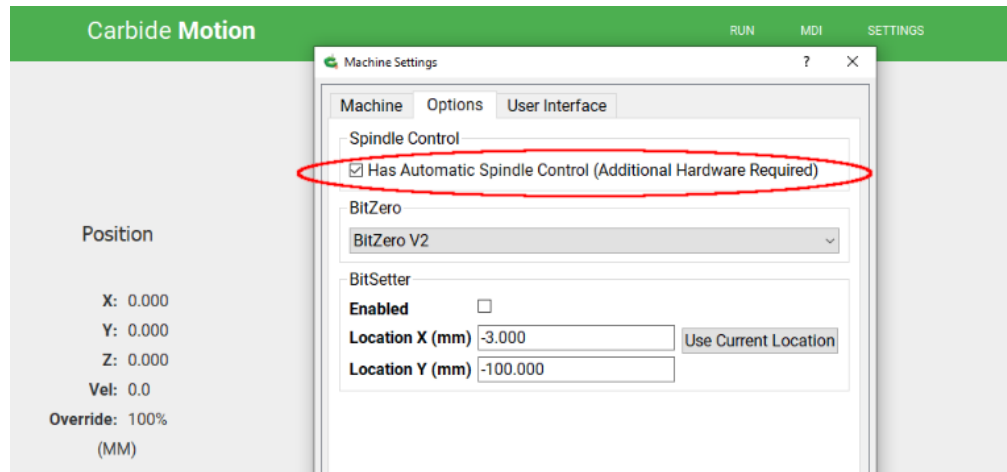 Carbide Motion
RUN MDI SETTINGS
Machine Settings ? ×
Machine Options User Interface
Spindle Control
Has Automatic Spindle Control (Additional Hardware Required)
BitZero
BitZero V2
BitSetter
Enabled
Location X (mm) -3.000 Use Current Location
Location Y (mm) -100.000
Position
X: 0.000
Y: 0.000
Z: 0.000
Vel: 0.0
Override: 100%
(MM)